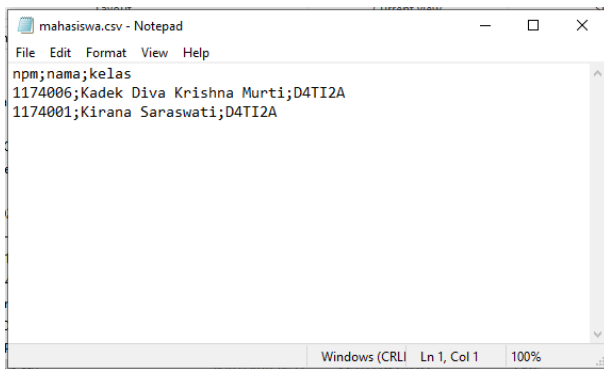 mahasiswa.csv - Notepad
File Edit Format View Help
npm;nama;kelas
1174006;Kadek Diva Krishna Murti;D4TI2A
1174001;Kirana Saraswati;D4TI2A
Windows (CRLI Ln 1, Col 1 100%